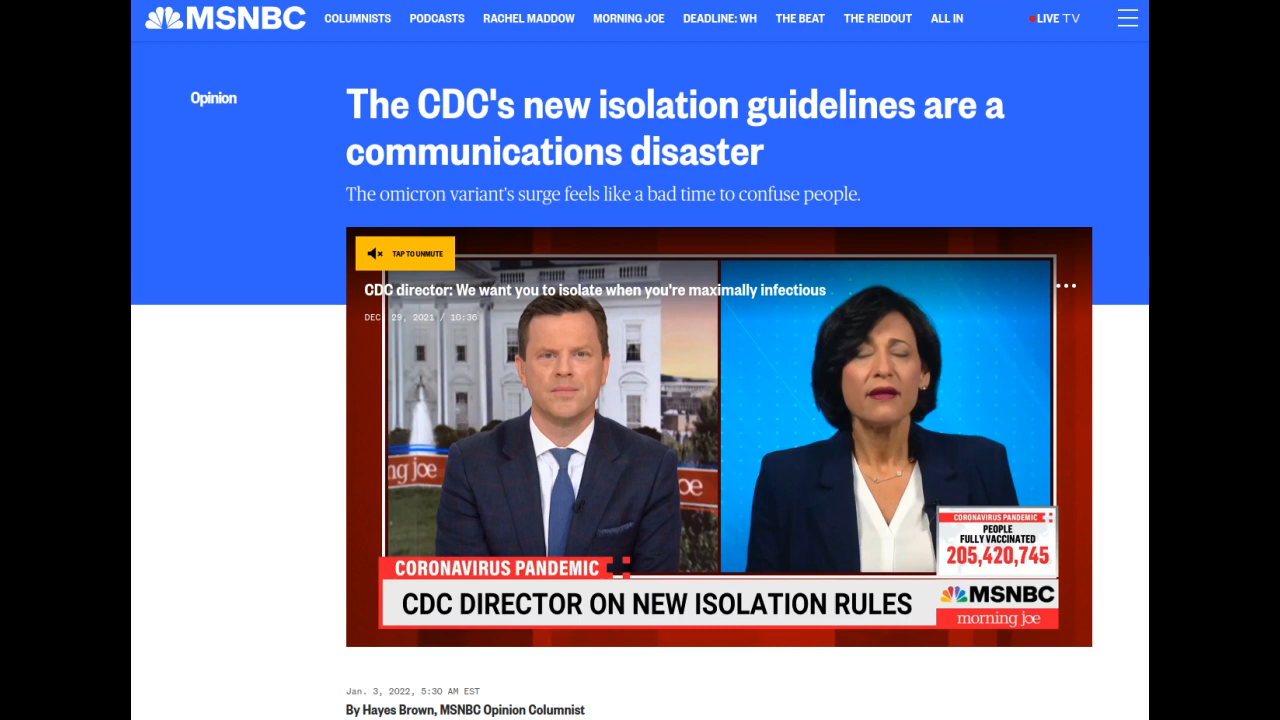 MSNBC COLUMNISTS PODCASTS RACHEL MADDOW MORNING JOE DEADLINE: WH THE BEAT THE REIDOUT ALL IN LIVE TV
Opinion
The CDC's new isolation guidelines are a
communications disaster
The omicron variant's surge feels like a bad time to confuse people.
TAP TO UNMUTE
CDC director: We want you to isolate when you're maximally infectious
DEC 29, 2021 / 10:36
ng joe
oe
CORONAVIRUS PANDEMIC
PEOPLE
FULLY VACCINATED
205,420,745
CORONAVIRUS PANDEMIC
CDC DIRECTOR ON NEW ISOLATION RULES
MSNBC
morning joe
Jan. 3, 2022, 5:30 AM EST
By Hayes Brown, MSNBC Opinion Columnist